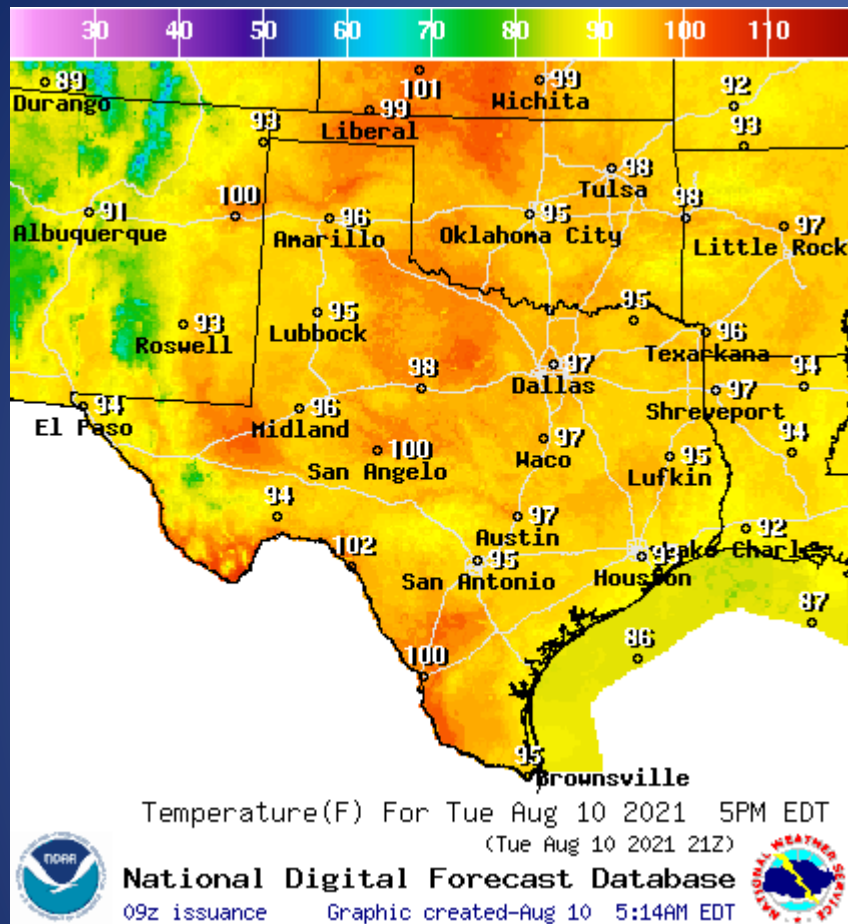 30 40 50 60 70 80 90 100 110
89
Durango
101
99
Wichita
99
Liberal
92
93
93
98
Tulsa
91
Albuquerque
100
96
Amarillo
95
Oklahoma City
98
97
Little Rock
93
Roswell
95
Lubbock
95
96
Texarkana
98
97
Dallas
94
97
Shreveport
94
El Paso
96
Midland
100
San Angelo
97
Waco
95
Lufkin
94
94
97
Austin
92
Lake Charles
102
95
San Antonio
93
Houston
87
86
100
95
Brownsville
Temperature(F) For Tue Aug 10 2021 5PM EDT
(Tue Aug 10 2021 21Z)
National Digital Forecast Database
09z issuance Graphic created-Aug 10 5:14AM EDT
NOAA
NATIONAL WEATHER SERVICE